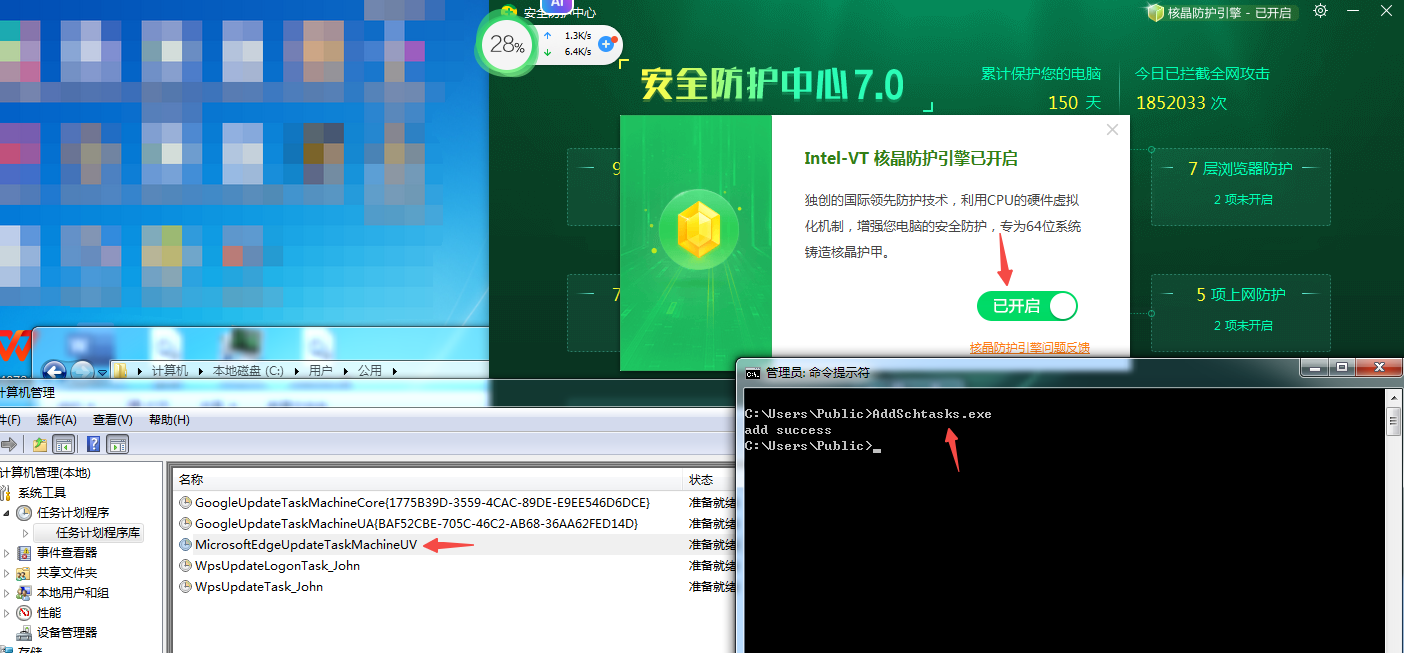 AI
安全防护中心
核晶防护引擎 - 已开启
28%
1.3K/s
6.4K/s
安全防护中心7.0
累计保护您的电脑
150 天
今日已拦截全网攻击
1852033 次
9
7 层浏览器防护
2 项未开启
7
5 项上网防护
2 项未开启
Intel-VT 核晶防护引擎已开启
独创的国际领先防护技术，利用CPU的硬件虚拟
化机制，增强您电脑的安全防护，专为64位系统
铸造核晶护甲。
已开启
核晶防护引擎问题反馈
计算机
本地磁盘 (C:)
用户
公用
计算机管理
件(F) 操作(A) 查看(V) 帮助(H)
计算机管理(本地)
系统工具
任务计划程序
任务计划程序库
事件查看器
共享文件夹
本地用户和组
性能
设备管理器
存储
名称 状态
GoogleUpdateTaskMachineCore{1775B39D-3559-4CAC-89DE-E9EE546D6DCE} 准备就绪
GoogleUpdateTaskMachineUA{BAF52CBE-705C-46C2-AB68-36AA62FED14D} 准备就绪
MicrosoftEdgeUpdateTaskMachineUV 准备就绪
WpsUpdateLogonTask_John 准备就绪
WpsUpdateTask_John 准备就绪
管理员: 命令提示符
C:\Users\Public>AddSchtasks.exe
add success
C:\Users\Public>_